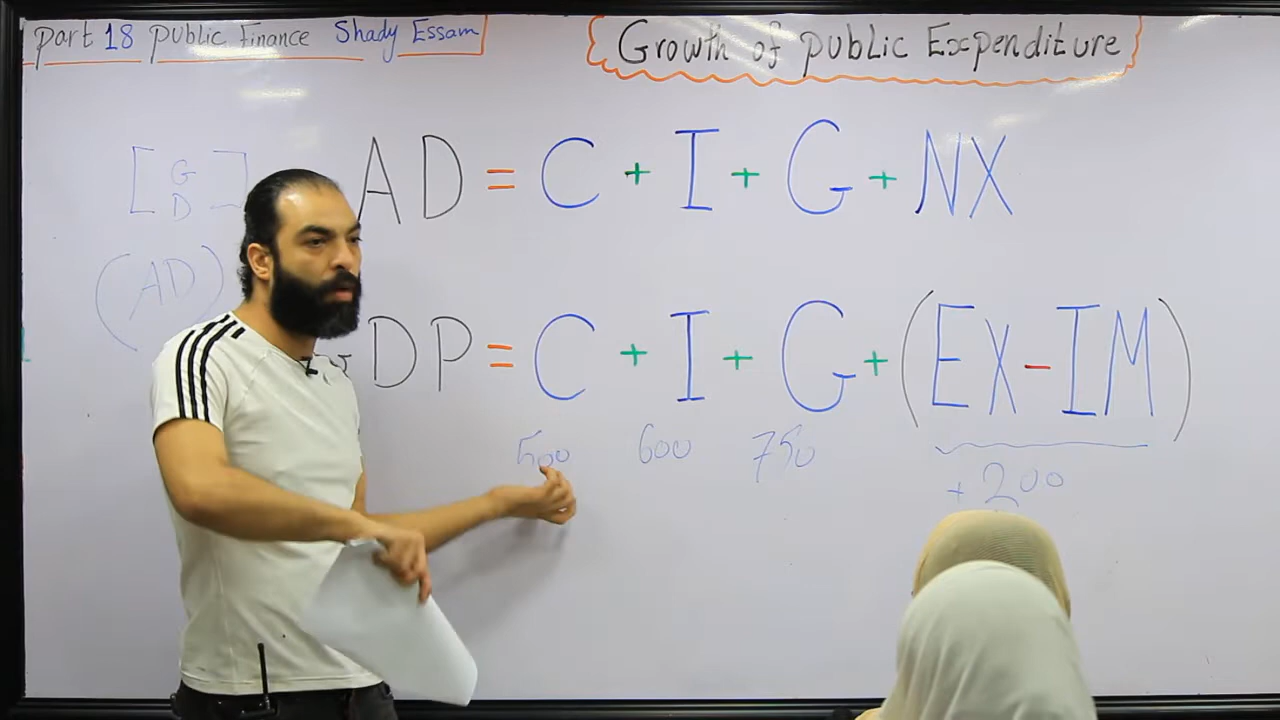 Part 18 Public Finance Shady Essam
Growth of public Expenditure
[ G D ]
(AD)
AD = C + I + G + NX
GDP = C + I + G + (EX - IM)
500 600 750 + 200